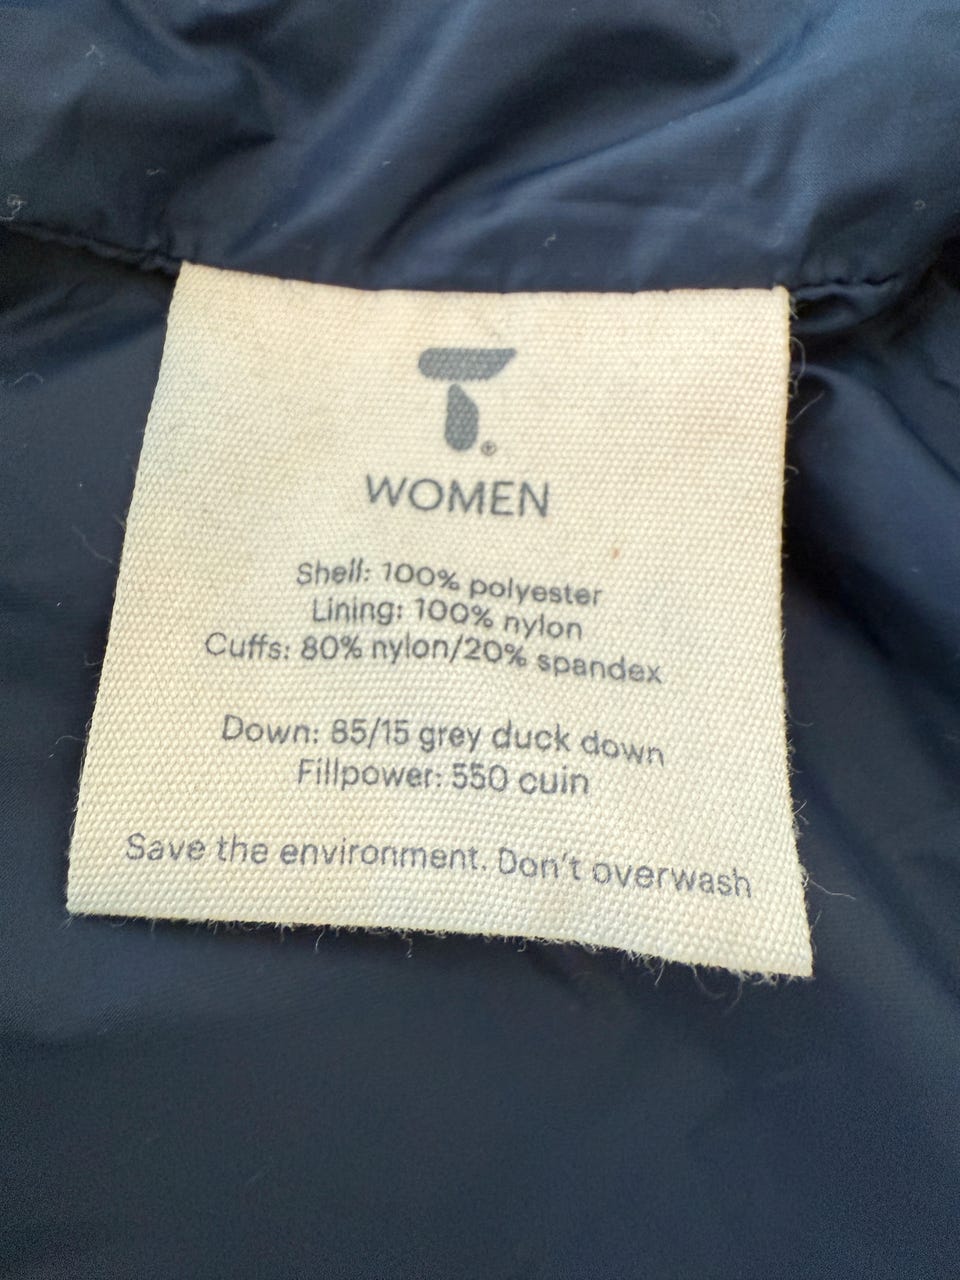 T®
WOMEN
Shell: 100% polyester
Lining: 100% nylon
Cuffs: 80% nylon/20% spandex
Down: 85/15 grey duck down
Fillpower: 550 cuin
Save the environment. Don't overwash